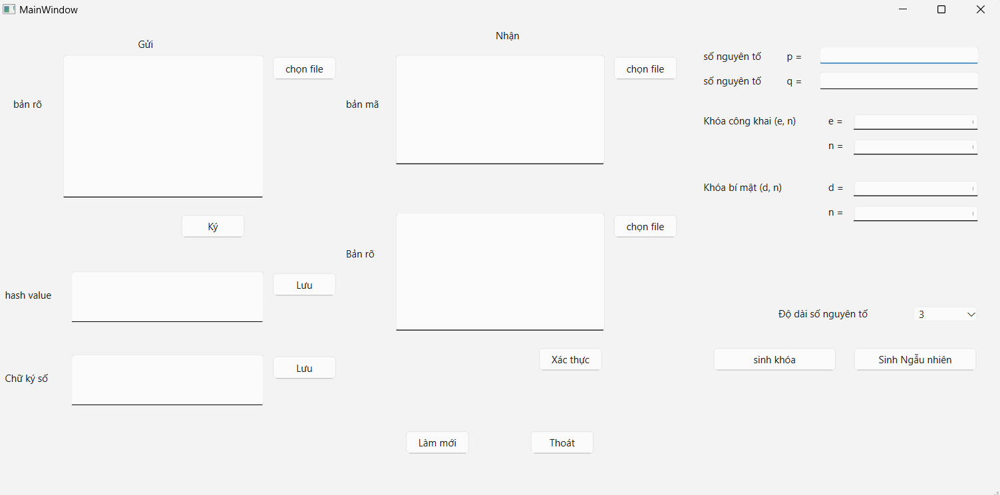 MainWindow
Gửi
bản rõ
chọn file
Ký
hash value
Lưu
Chữ ký số
Lưu
Nhận
bản mã
chọn file
Bản rõ
chọn file
Xác thực
Làm mới
Thoát
số nguyên tố p =
số nguyên tố q =
Khóa công khai (e, n) e =
n =
Khóa bí mật (d, n) d =
n =
Độ dài số nguyên tố 3
sinh khóa
Sinh Ngẫu nhiên